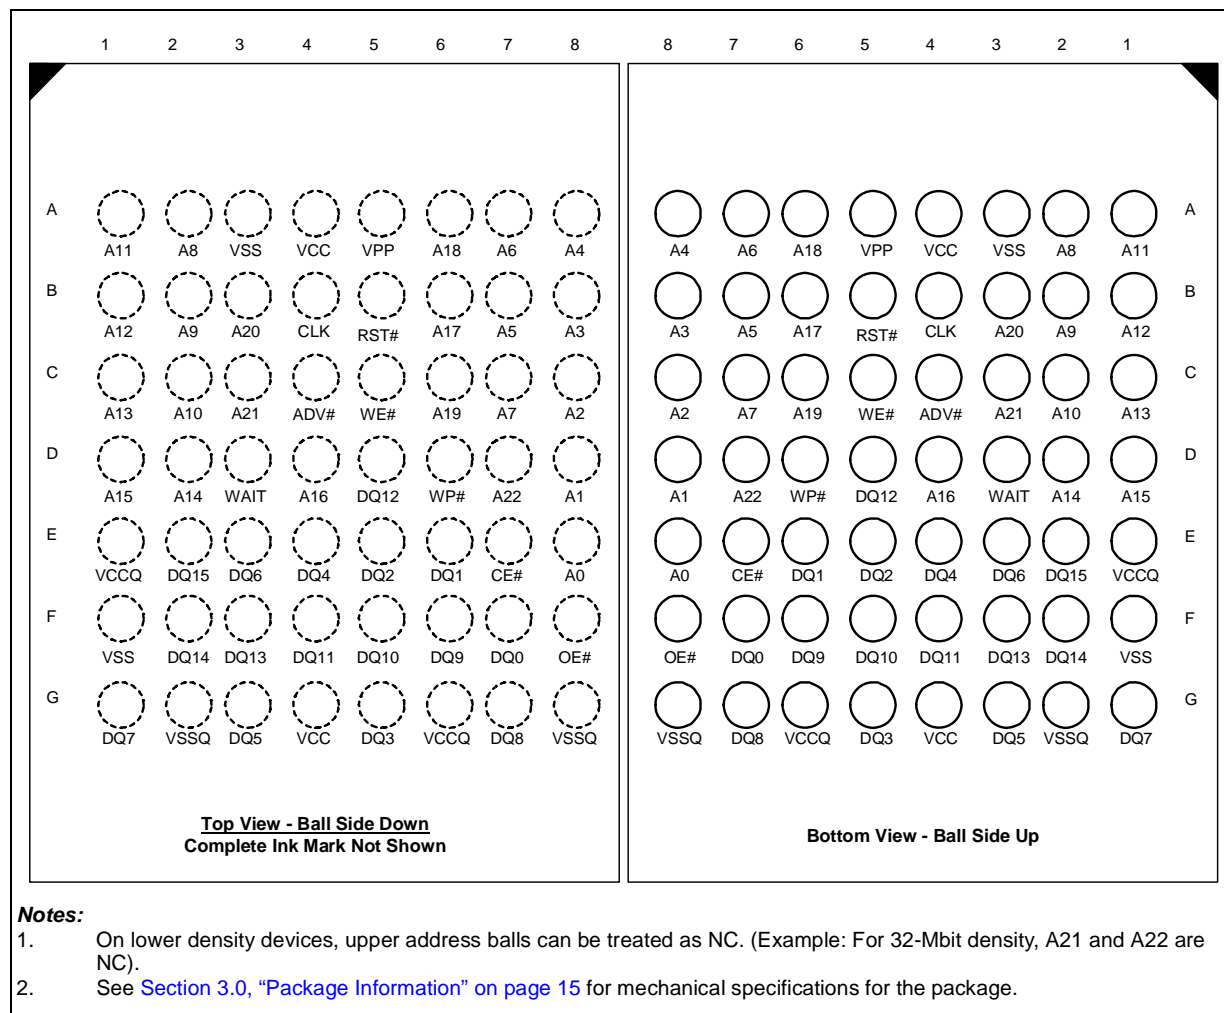 1 2 3 4 5 6 7 8
8 7 6 5 4 3 2 1
A
A11 A8 VSS VCC VPP A18 A6 A4
B
A12 A9 A20 CLK RST# A17 A5 A3
C
A13 A10 A21 ADV# WE# A19 A7 A2
D
A15 A14 WAIT A16 DQ12 WP# A22 A1
E
VCCQ DQ15 DQ6 DQ4 DQ2 DQ1 CE# A0
F
VSS DQ14 DQ13 DQ11 DQ10 DQ9 DQ0 OE#
G
DQ7 VSSQ DQ5 VCC DQ3 VCCQ DQ8 VSSQ
Top View - Ball Side Down
Complete Ink Mark Not Shown
A
A4 A6 A18 VPP VCC VSS A8 A11
B
A3 A5 A17 RST# CLK A20 A9 A12
C
A2 A7 A19 WE# ADV# A21 A10 A13
D
A1 A22 WP# DQ12 A16 WAIT A14 A15
E
A0 CE# DQ1 DQ2 DQ4 DQ6 DQ15 VCCQ
F
OE# DQ0 DQ9 DQ10 DQ11 DQ13 DQ14 VSS
G
VSSQ DQ8 VCCQ DQ3 VCC DQ5 VSSQ DQ7
Bottom View - Ball Side Up
Notes:
1. On lower density devices, upper address balls can be treated as NC. (Example: For 32-Mbit density, A21 and A22 are
NC).
2. See Section 3.0, “Package Information” on page 15 for mechanical specifications for the package.